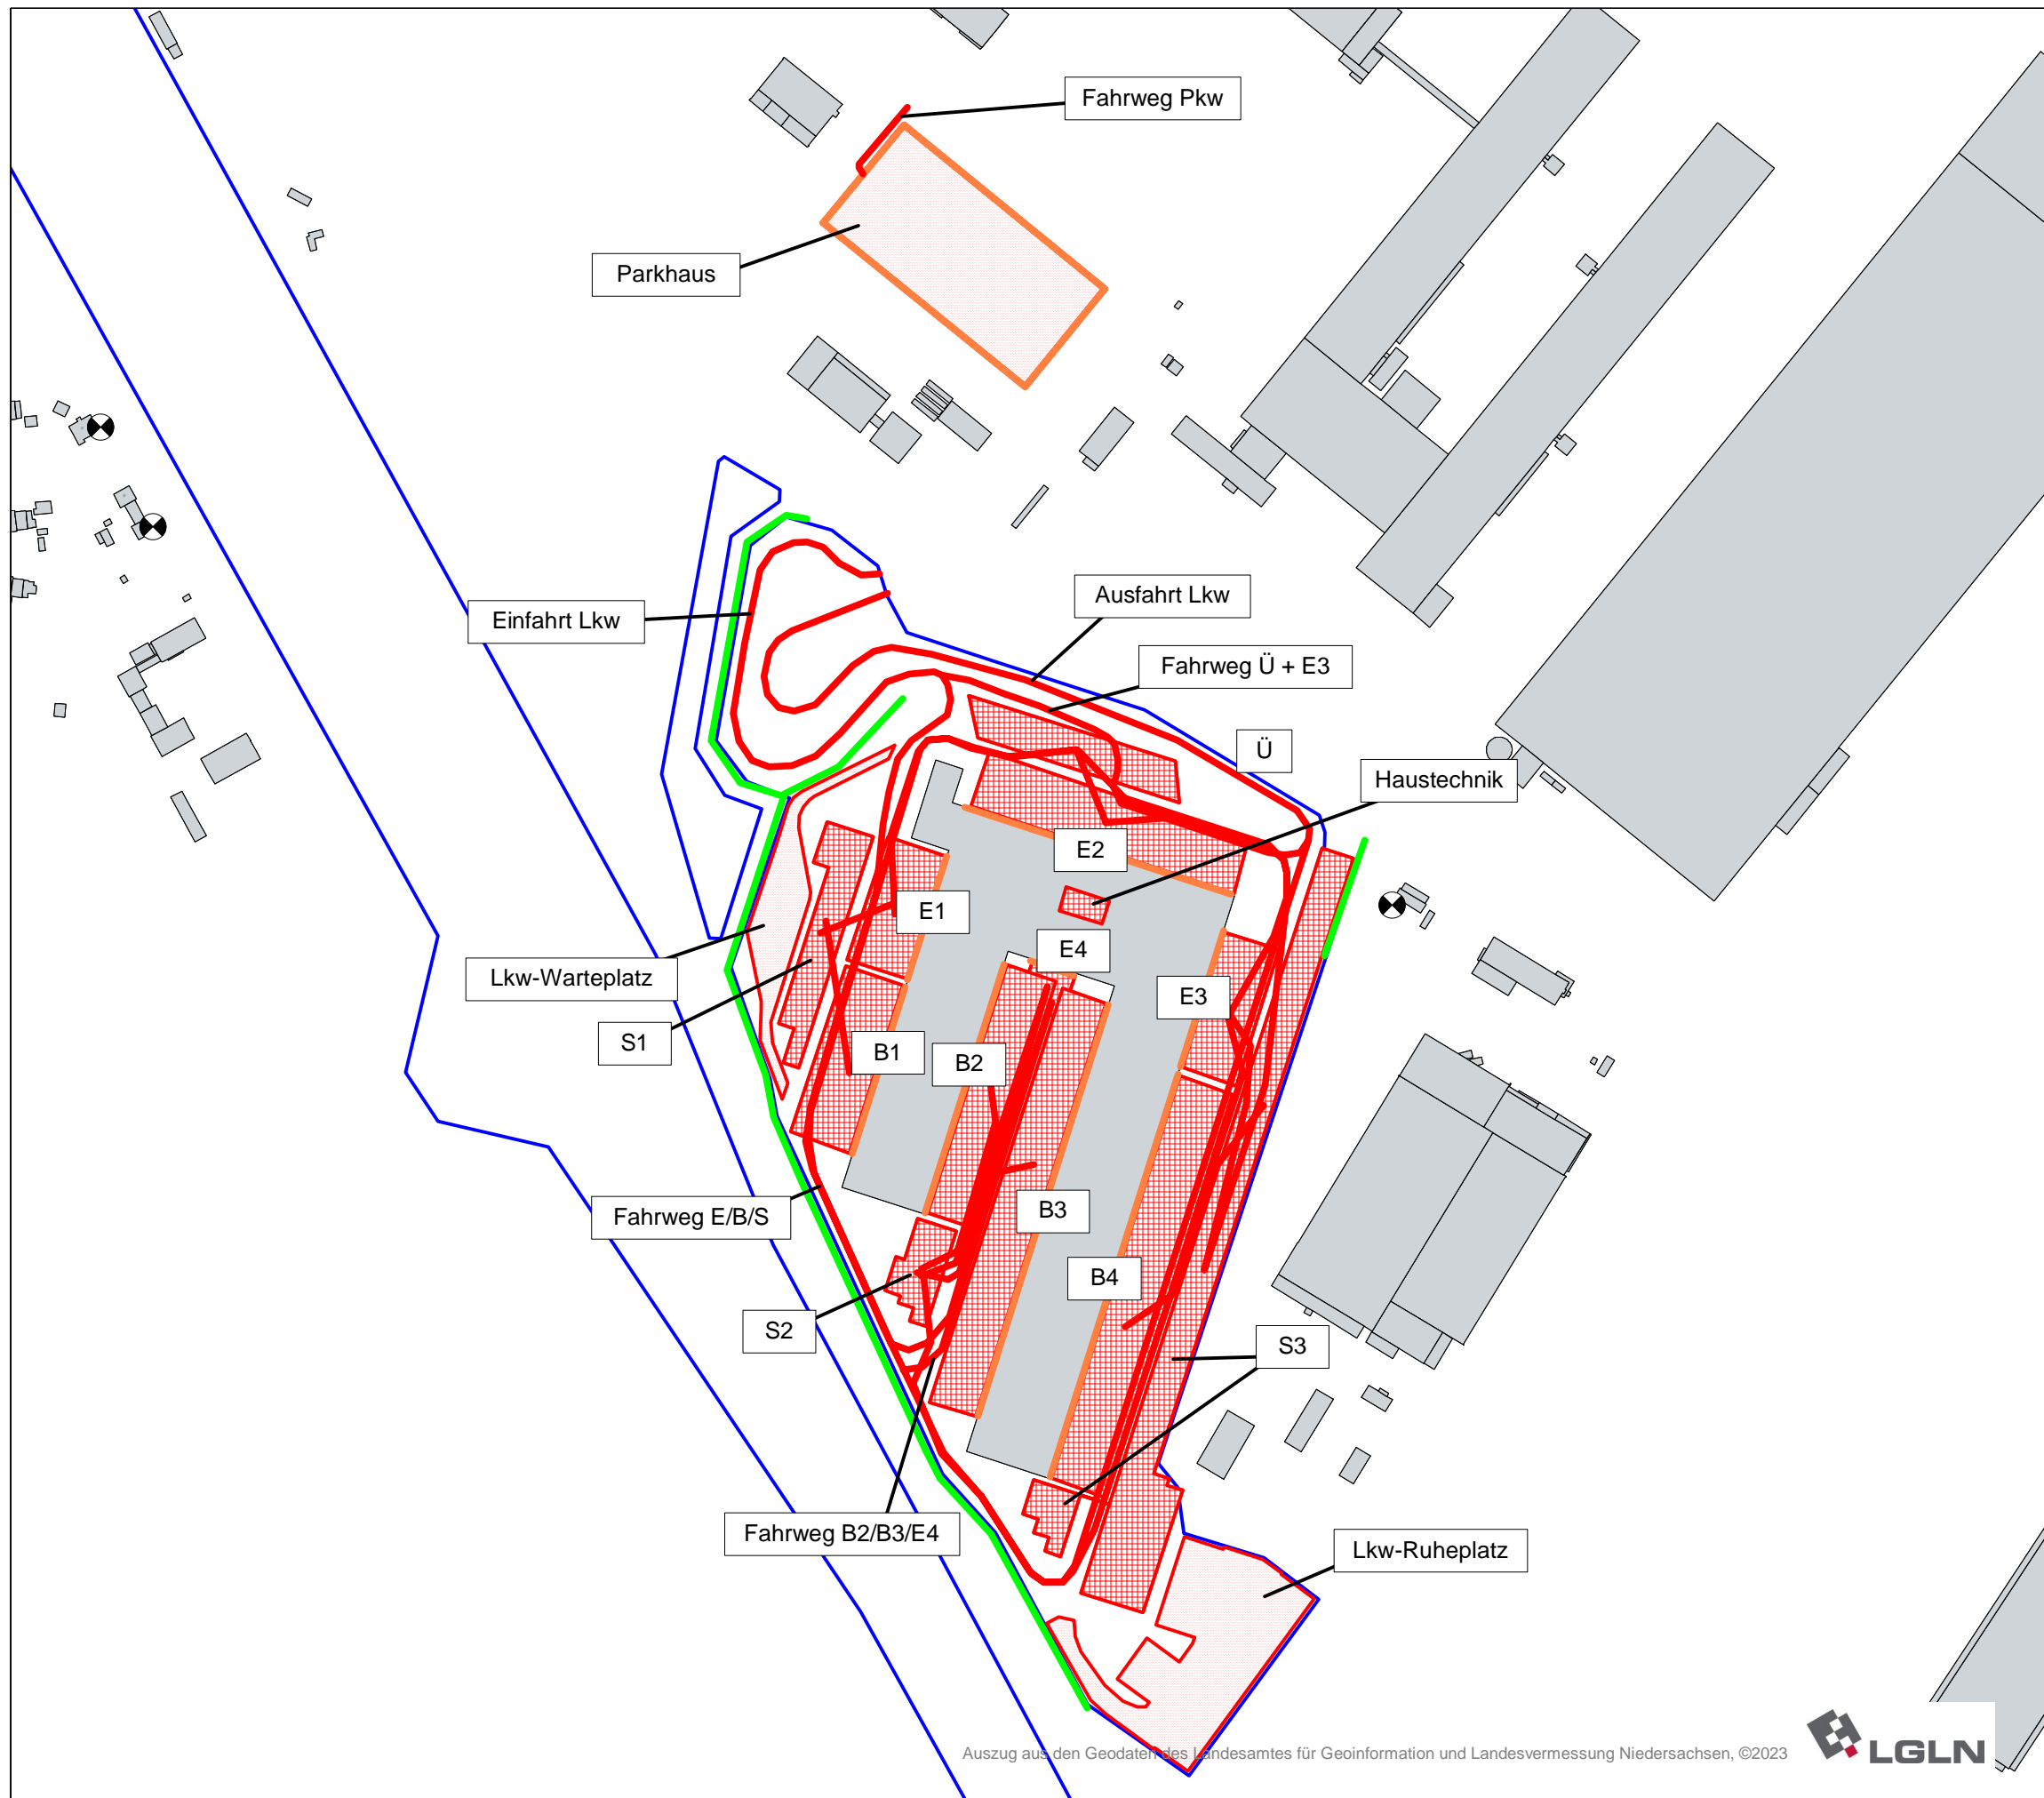 Fahrweg Pkw
Parkhaus
Ausfahrt Lkw
Einfahrt Lkw
Fahrweg Ü + E3
Ü
Haustechnik
E2
E1
E4
Lkw-Warteplatz
E3
S1
B1
B2
B3
Fahrweg E/B/S
B4
S2
S3
Fahrweg B2/B3/E4
Lkw-Ruheplatz
Auszug aus den Geodaten des Landesamtes für Geoinformation und Landesvermessung Niedersachsen, ©2023
LGLN